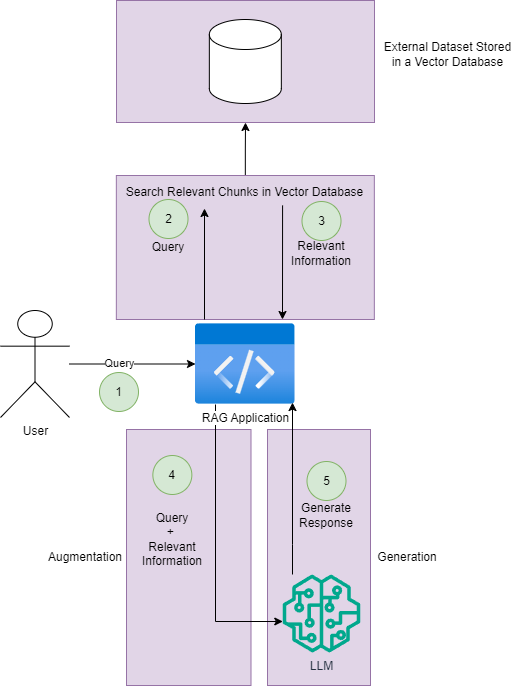 External Dataset Stored
in a Vector Database
Search Relevant Chunks in Vector Database
2
Query
3
Relevant
Information
Query
1
User
RAG Application
4
Query
+
Relevant
Information
Augmentation
5
Generate
Response
Generation
LLM